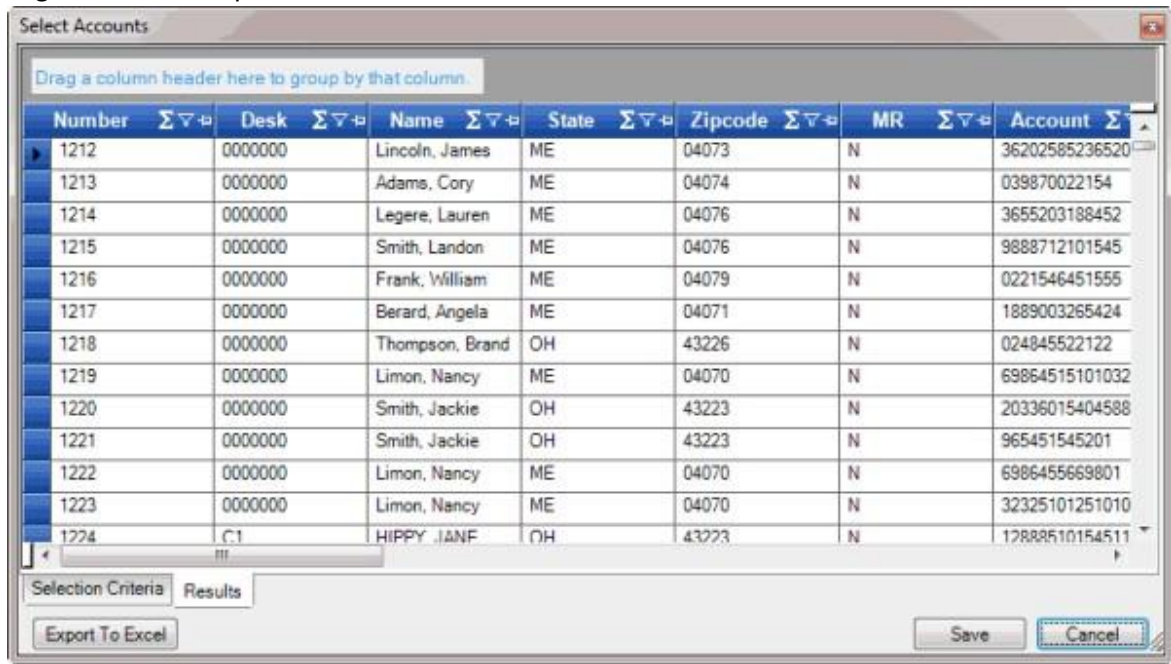 Select Accounts
Drag a column header here to group by that column.
Number Σ Desk Σ Name Σ State Σ Zipcode Σ MR Σ Account Σ
1212 0000000 Lincoln, James ME 04073 N 36202585236520
1213 0000000 Adams, Cory ME 04074 N 039870022154
1214 0000000 Legere, Lauren ME 04076 N 3655203188452
1215 0000000 Smith, Landon ME 04076 N 9888712101545
1216 0000000 Frank, William ME 04079 N 0221546451555
1217 0000000 Berard, Angela ME 04071 N 1889003265424
1218 0000000 Thompson, Brand OH 43226 N 024845522122
1219 0000000 Limon, Nancy ME 04070 N 69864515101032
1220 0000000 Smith, Jackie OH 43223 N 20336015404588
1221 0000000 Smith, Jackie OH 43223 N 965451545201
1222 0000000 Limon, Nancy ME 04070 N 6986455669801
1223 0000000 Limon, Nancy ME 04070 N 32325101251010
1224 C1 HIPPY, JANE OH 43223 N 12888510154511
Selection Criteria Results
Export To Excel Save Cancel